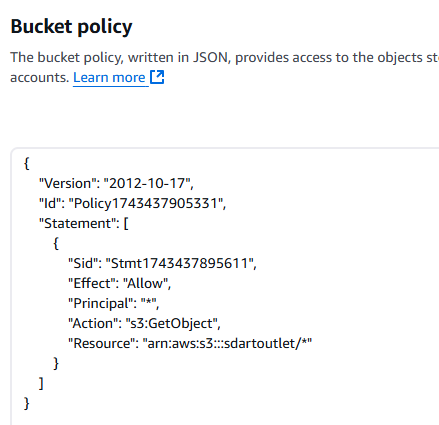 Bucket policy
The bucket policy, written in JSON, provides access to the objects st
accounts. Learn more
{
"Version": "2012-10-17",
"Id": "Policy1743437905331",
"Statement": [
{
"Sid": "Stmt1743437895611",
"Effect": "Allow",
"Principal": "*",
"Action": "s3:GetObject",
"Resource": "arn:aws:s3:::sdartoutlet/*"
}
]
}